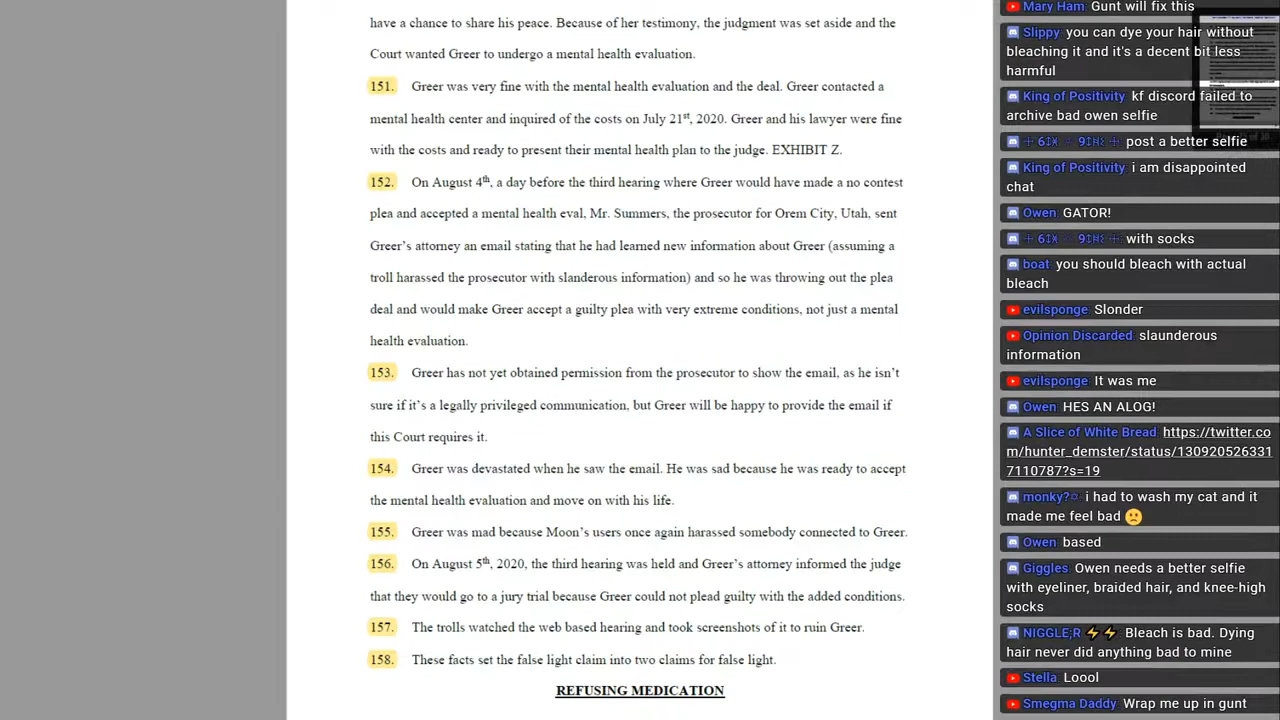 have a chance to share his peace. Because of her testimony, the judgment was set aside and the
Court wanted Greer to undergo a mental health evaluation.
151. Greer was very fine with the mental health evaluation and the deal. Greer contacted a
mental health center and inquired of the costs on July 21st, 2020. Greer and his lawyer were fine
with the costs and ready to present their mental health plan to the judge. EXHIBIT Z.
152. On August 4th, a day before the third hearing where Greer would have made a no contest
plea and accepted a mental health eval, Mr. Summers, the prosecutor for Orem City, Utah, sent
Greer's attorney an email stating that he had learned new information about Greer (assuming a
troll harassed the prosecutor with slanderous information) and so he was throwing out the plea
deal and would make Greer accept a guilty plea with very extreme conditions, not just a mental
health evaluation.
153. Greer has not yet obtained permission from the prosecutor to show the email, as he isn't
sure if it's a legally privileged communication, but Greer will be happy to provide the email if
this Court requires it.
154. Greer was devastated when he saw the email. He was sad because he was ready to accept
the mental health evaluation and move on with his life.
155. Greer was mad because Moon's users once again harassed somebody connected to Greer.
156. On August 5th, 2020, the third hearing was held and Greer's attorney informed the judge
that they would go to a jury trial because Greer could not plead guilty with the added conditions.
157. The trolls watched the web based hearing and took screenshots of it to ruin Greer.
158. These facts set the false light claim into two claims for false light.
REFUSING MEDICATION
Mary Ham: Gunt will fix this
Slippy: you can dye your hair without
bleaching it and it's a decent bit less
harmful
King of Positivity: kf discord failed to
archive bad owen selfie
post a better selfie
King of Positivity: i am disappointed
chat
Owen: GATOR!
with socks
boat: you should bleach with actual
bleach
evilsponge: Slonder
Opinion Discarded: slaunderous
information
evilsponge: It was me
Owen: HES AN ALOG!
A Slice of White Bread: https://twitter.co
m/hunter_demster/status/130920526331
7110787?s=19
monky?✡: i had to wash my cat and it
made me feel bad 🙁
Owen: based
Giggles: Owen needs a better selfie
with eyeliner, braided hair, and knee-high
socks
NIGGLE;R ⚡⚡: Bleach is bad. Dying
hair never did anything bad to mine
Stella: Loool
Smegma Daddy: Wrap me up in gunt